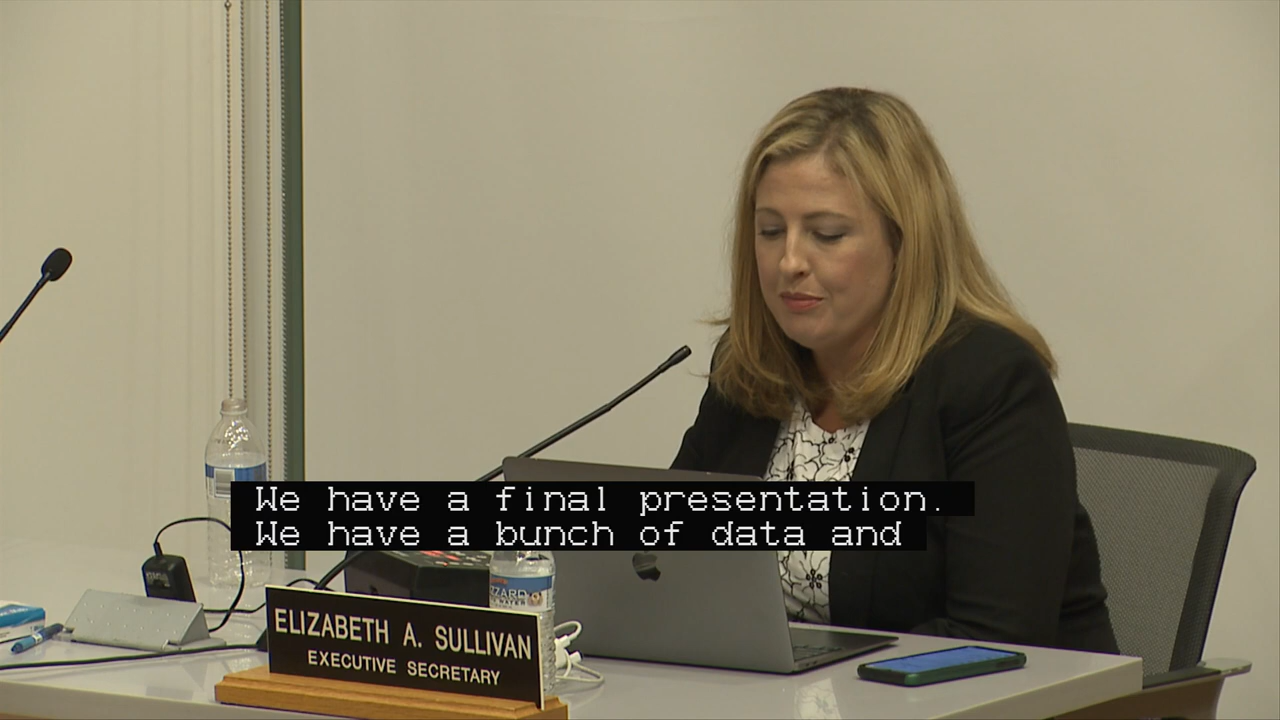 We have a final presentation.
We have a bunch of data and
ELIZABETH A. SULLIVAN
EXECUTIVE SECRETARY